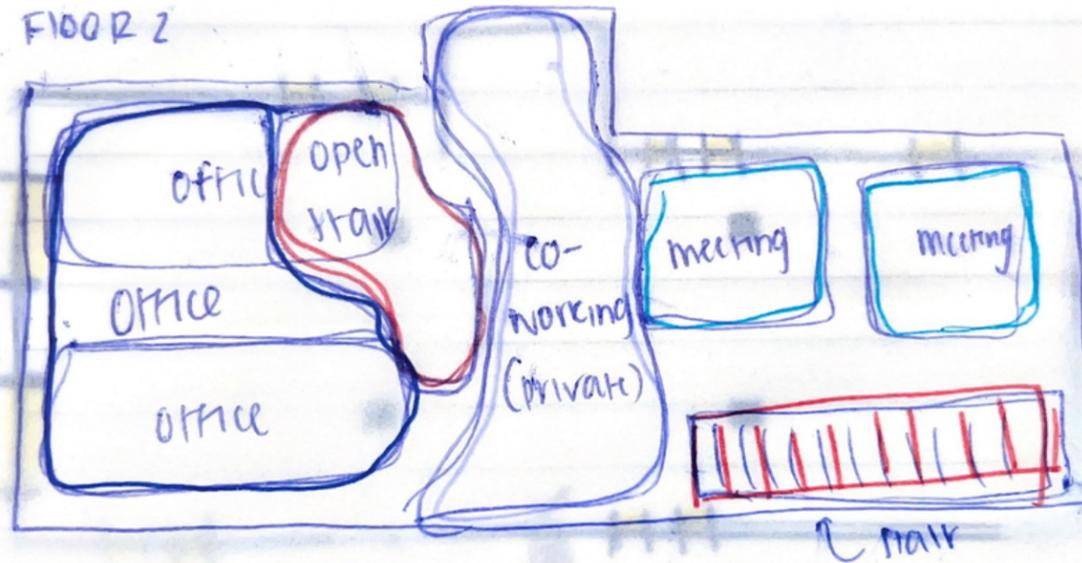 FLOOR 2
Offic
open
stair
Office
office
co-
working
(private)
meeting
meeting
stair